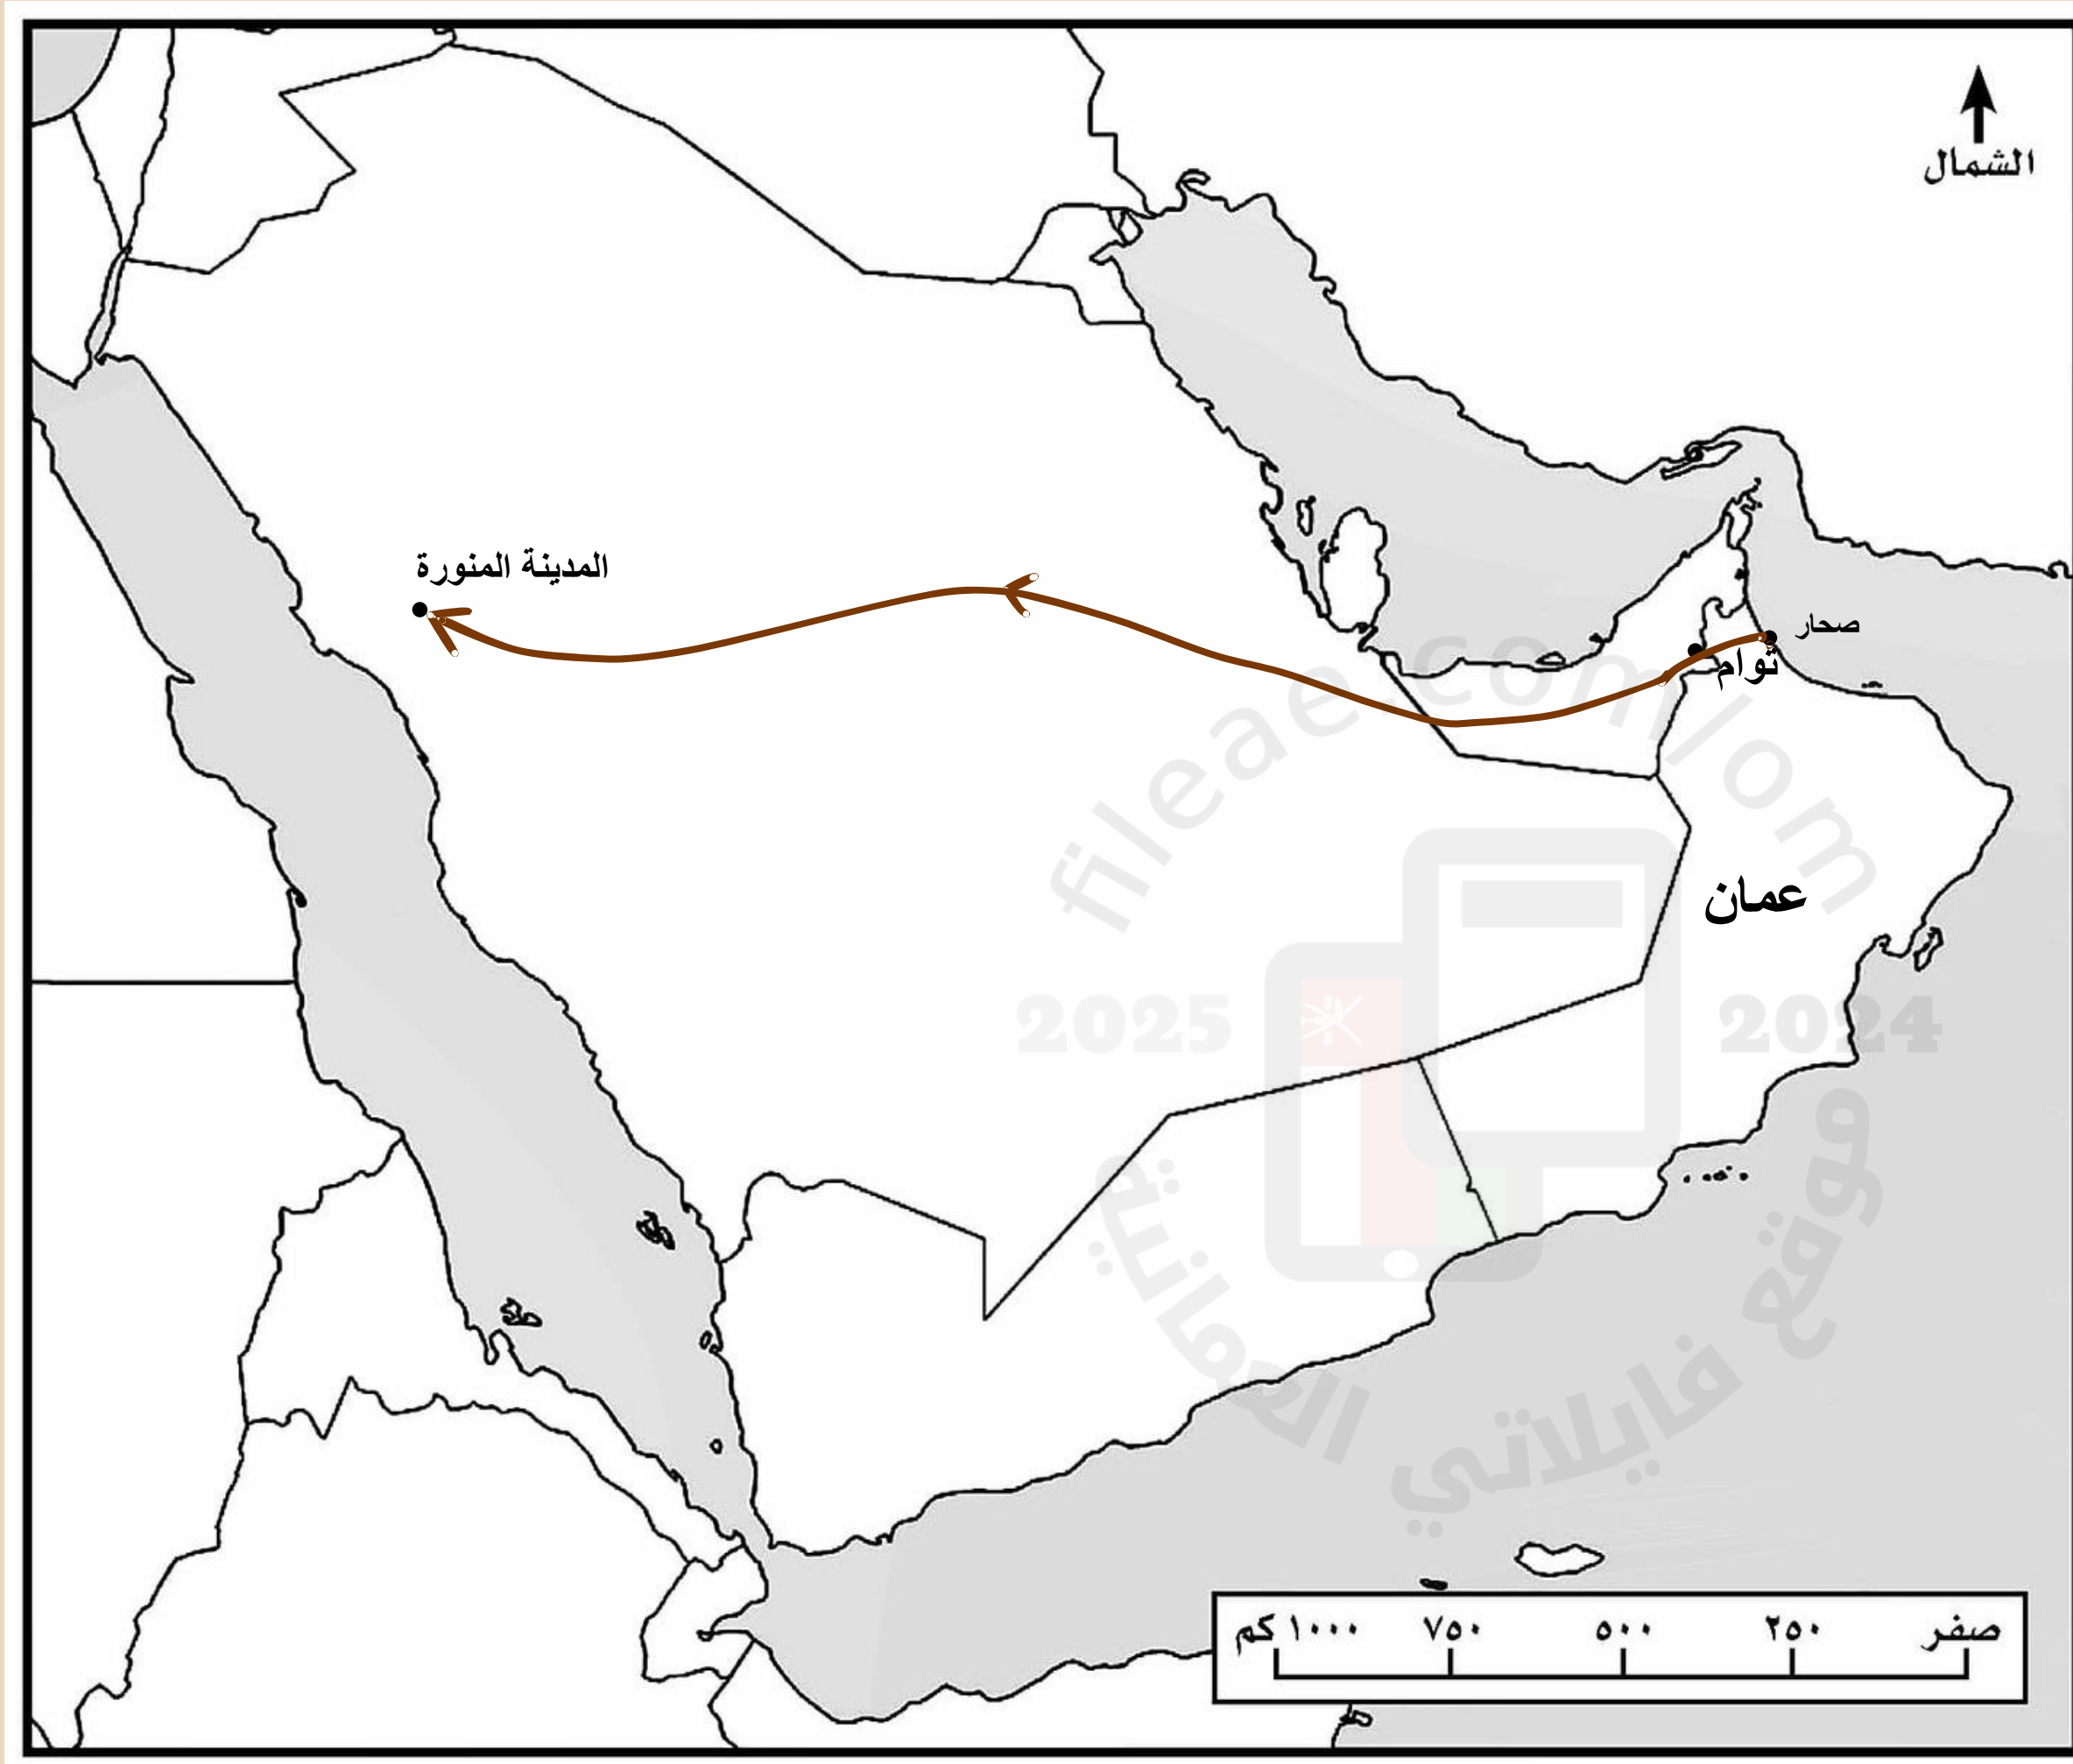 الشمال
المدينة المنورة
صحار
توام
عمان
fileae.com/om
2025
2024
موقع فايلاتي العمانية
صفر ٢٥٠ ٥٠٠ ٧٥٠ ١٠٠٠ كم